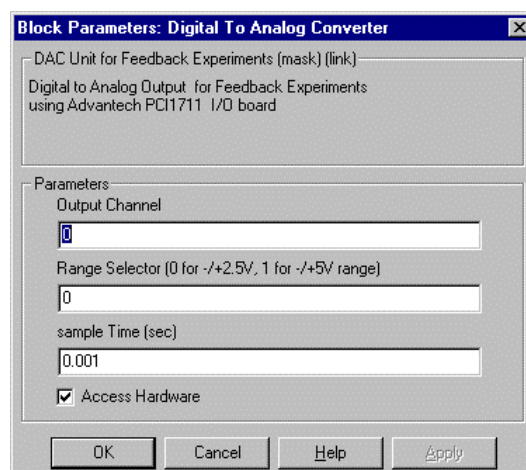 Block Parameters: Digital To Analog Converter
DAC Unit for Feedback Experiments (mask) (link)
Digital to Analog Output for Feedback Experiments
using Advantech PCI1711 I/O board
Parameters
Output Channel
0
Range Selector (0 for -/+2.5V, 1 for -/+5V range)
0
sample Time (sec)
0.001
Access Hardware
OK Cancel Help Apply